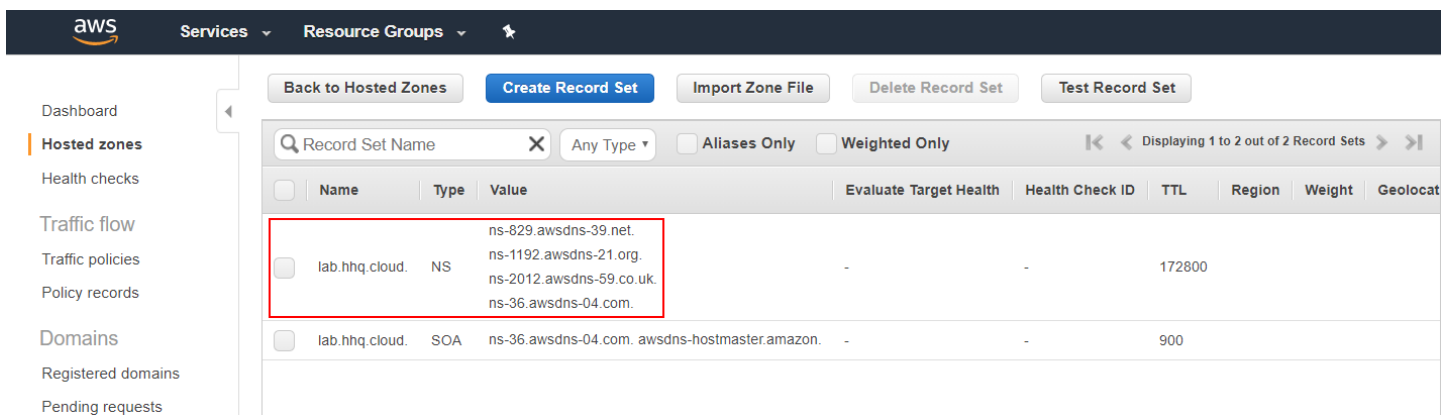 aws Services Resource Groups
Back to Hosted Zones Create Record Set Import Zone File Delete Record Set Test Record Set
Dashboard
Hosted zones
Health checks
Traffic flow
Traffic policies
Policy records
Domains
Registered domains
Pending requests
Record Set Name Any Type Aliases Only Weighted Only Displaying 1 to 2 out of 2 Record Sets
Name Type Value Evaluate Target Health Health Check ID TTL Region Weight Geolocat
lab.hhq.cloud. NS ns-829.awsdns-39.net. - - 172800
ns-1192.awsdns-21.org.
ns-2012.awsdns-59.co.uk.
ns-36.awsdns-04.com.
lab.hhq.cloud. SOA ns-36.awsdns-04.com. awsdns-hostmaster.amazon. - - 900